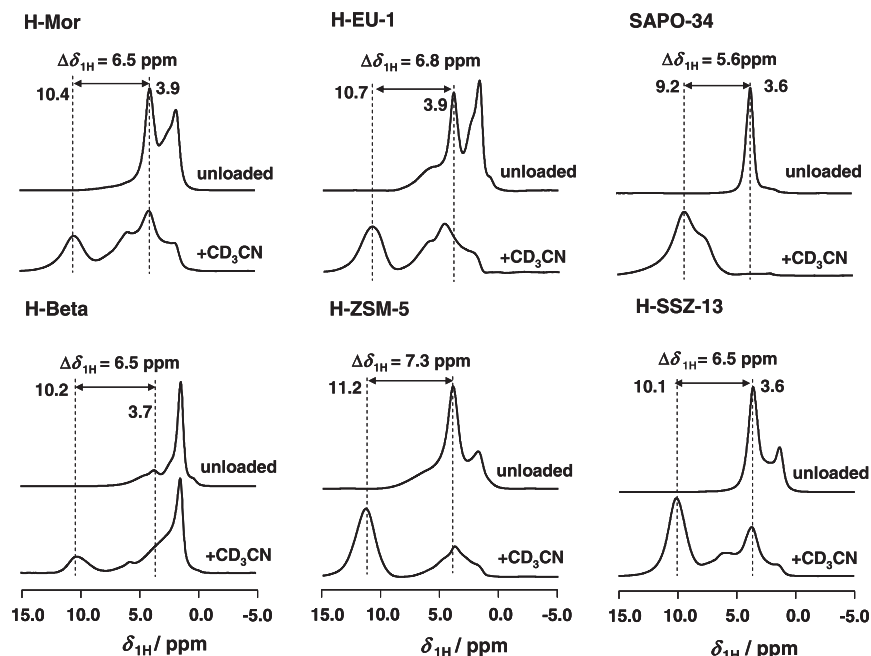 H-Mor
Δδ1H = 6.5 ppm
10.4
3.9
unloaded
+CD3CN
H-EU-1
Δδ1H = 6.8 ppm
10.7
3.9
unloaded
+CD3CN
SAPO-34
Δδ1H = 5.6ppm
9.2
3.6
unloaded
+CD3CN
H-Beta
Δδ1H = 6.5 ppm
10.2
3.7
unloaded
+CD3CN
15.0 10.0 5.0 0.0 -5.0
δ1H / ppm
H-ZSM-5
Δδ1H = 7.3 ppm
11.2
unloaded
+CD3CN
15.0 10.0 5.0 0.0 -5.0
δ1H / ppm
H-SSZ-13
Δδ1H = 6.5 ppm
10.1
3.6
unloaded
+CD3CN
15.0 10.0 5.0 0.0 -5.0
δ1H / ppm